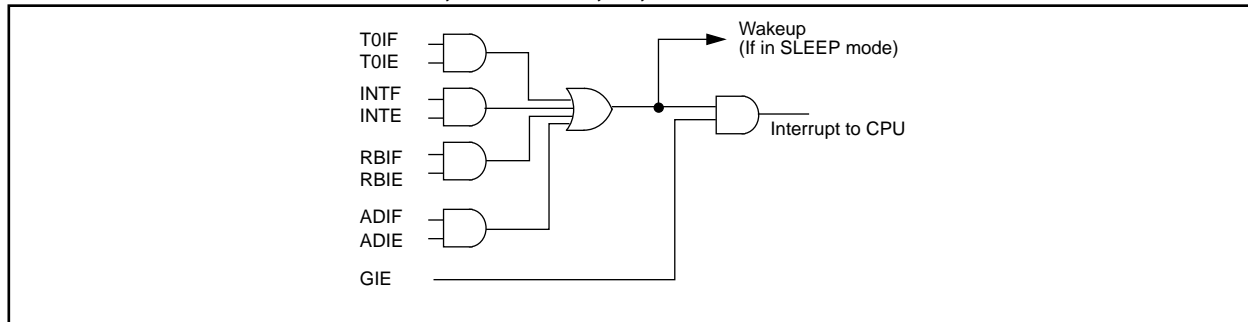 T0IF
T0IE
INTF
INTE
RBIF
RBIE
ADIF
ADIE
GIE
Wakeup
(If in SLEEP mode)
Interrupt to CPU